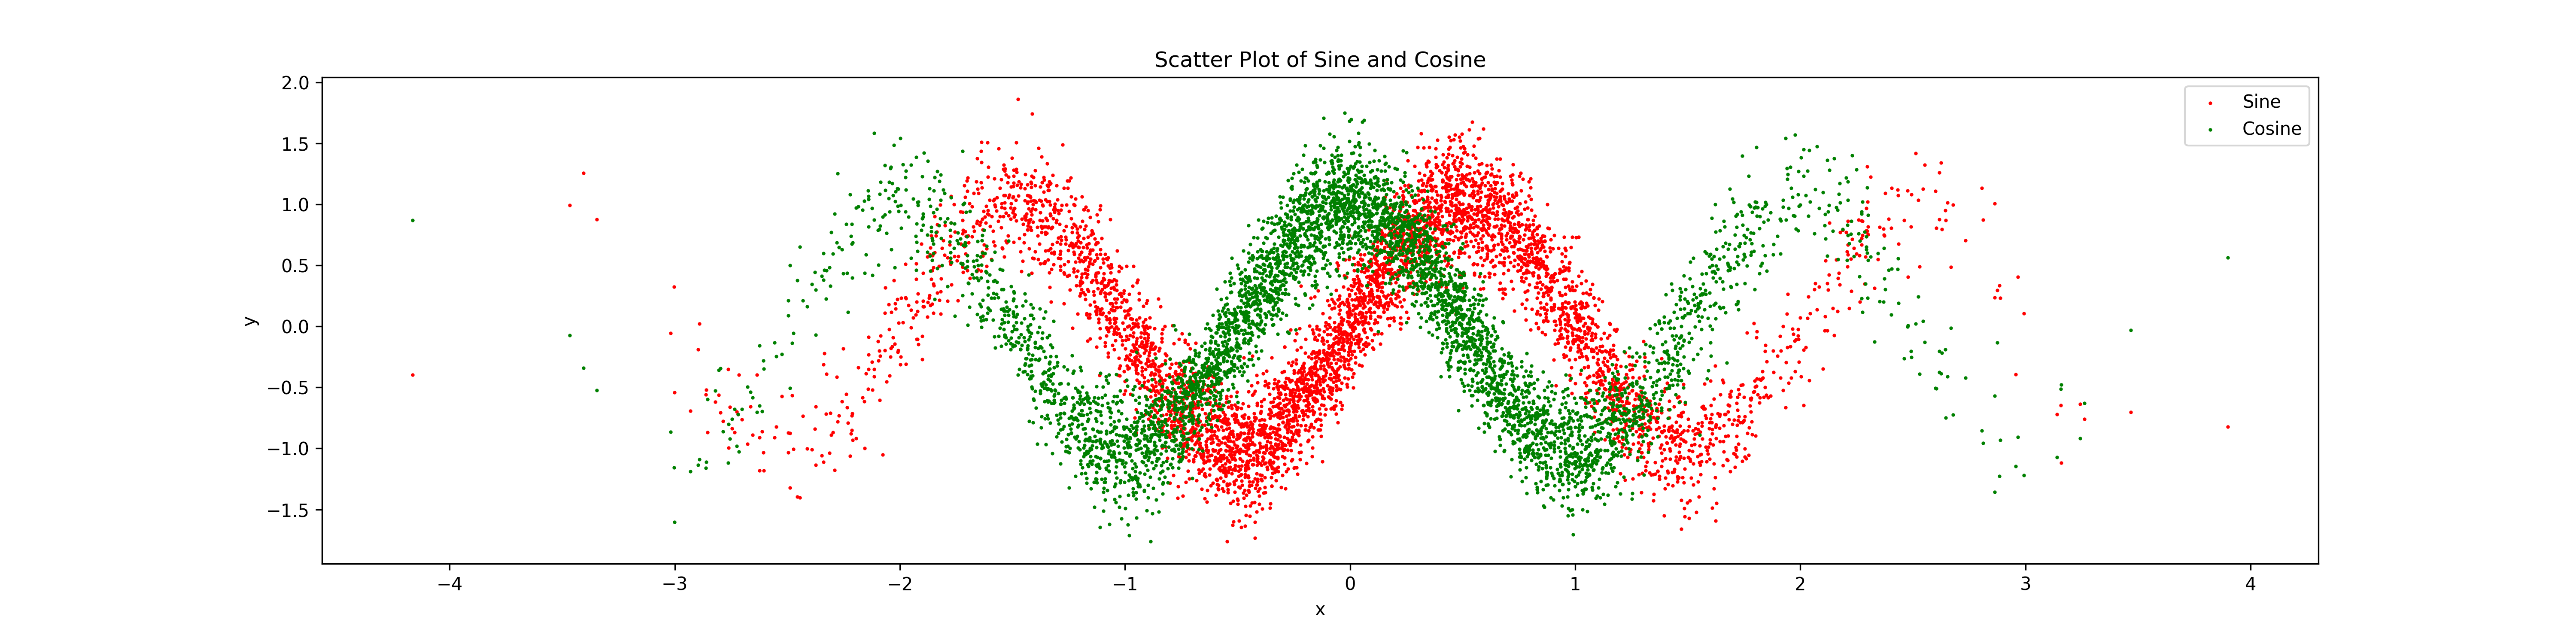 Scatter Plot of Sine and Cosine
2.0
1.5
1.0
0.5
0.0
−0.5
−1.0
−1.5
y
Sine
Cosine
−4 −3 −2 −1 0 1 2 3 4
x